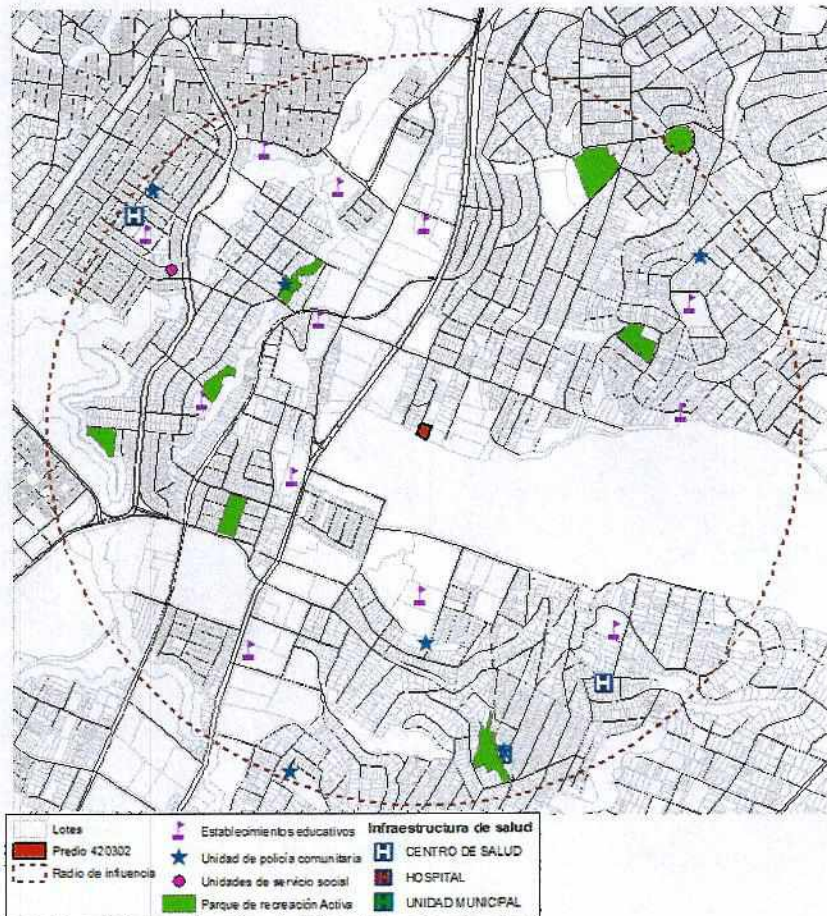 Lotes
Predio 420302
Radio de influencia
Establecimientos educativos
Unidad de policía comunitaria
Unidades de servicio social
Parque de recreación Activa
Infraestructura de salud
H CENTRO DE SALUD
H HOSPITAL
H UNIDAD MUNICIPAL
H
H